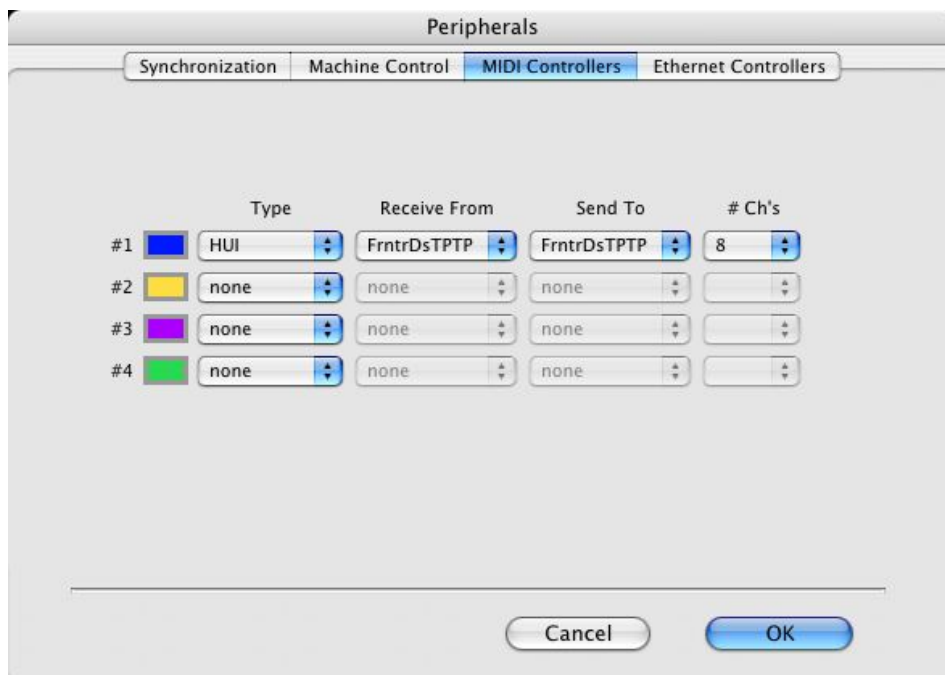 Peripherals
Synchronization Machine Control MIDI Controllers Ethernet Controllers
Type Receive From Send To # Ch's
#1 HUI FrntrDsTPTP FrntrDsTPTP 8
#2 none none none
#3 none none none
#4 none none none
Cancel OK